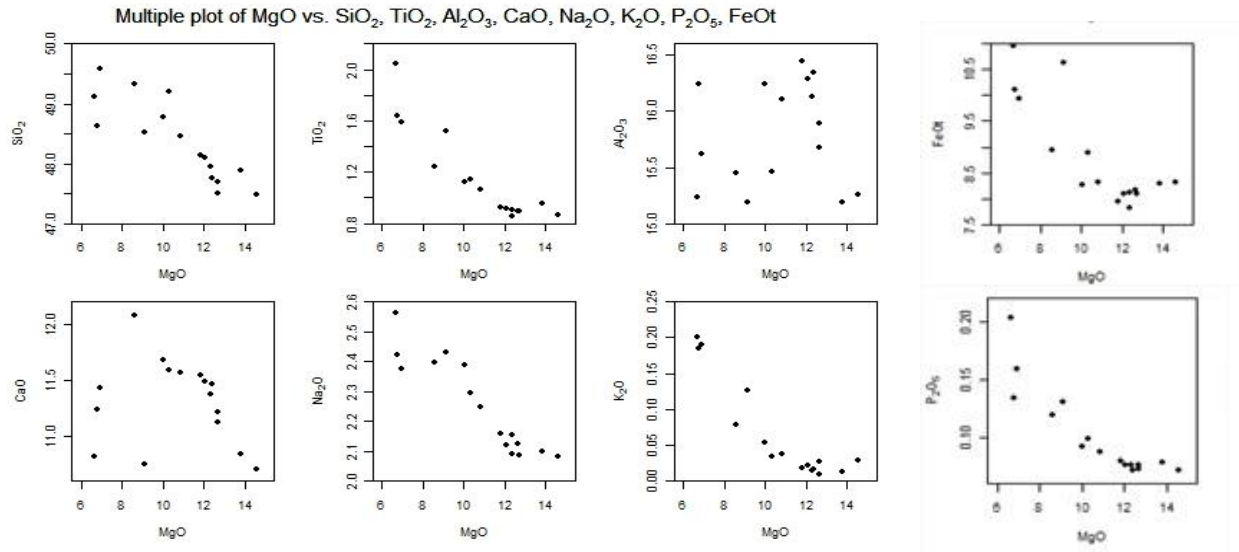 Multiple plot of MgO vs. SiO₂, TiO₂, Al₂O₃, CaO, Na₂O, K₂O, P₂O₅, FeOt
SiO₂
47.0 48.0 49.0 50.0
6 8 10 12 14
MgO
TiO₂
0.8 1.2 1.6 2.0
6 8 10 12 14
MgO
Al₂O₃
15.0 15.5 16.0 16.5
6 8 10 12 14
MgO
FeOt
7.5 8.5 9.5 10.5
6 8 10 12 14
MgO
CaO
11.0 11.5 12.0
6 8 10 12 14
MgO
Na₂O
2.0 2.1 2.2 2.3 2.4 2.5 2.6
6 8 10 12 14
MgO
K₂O
0.00 0.05 0.10 0.15 0.20 0.25
6 8 10 12 14
MgO
P₂O₅
0.10 0.15 0.20
6 8 10 12 14
MgO